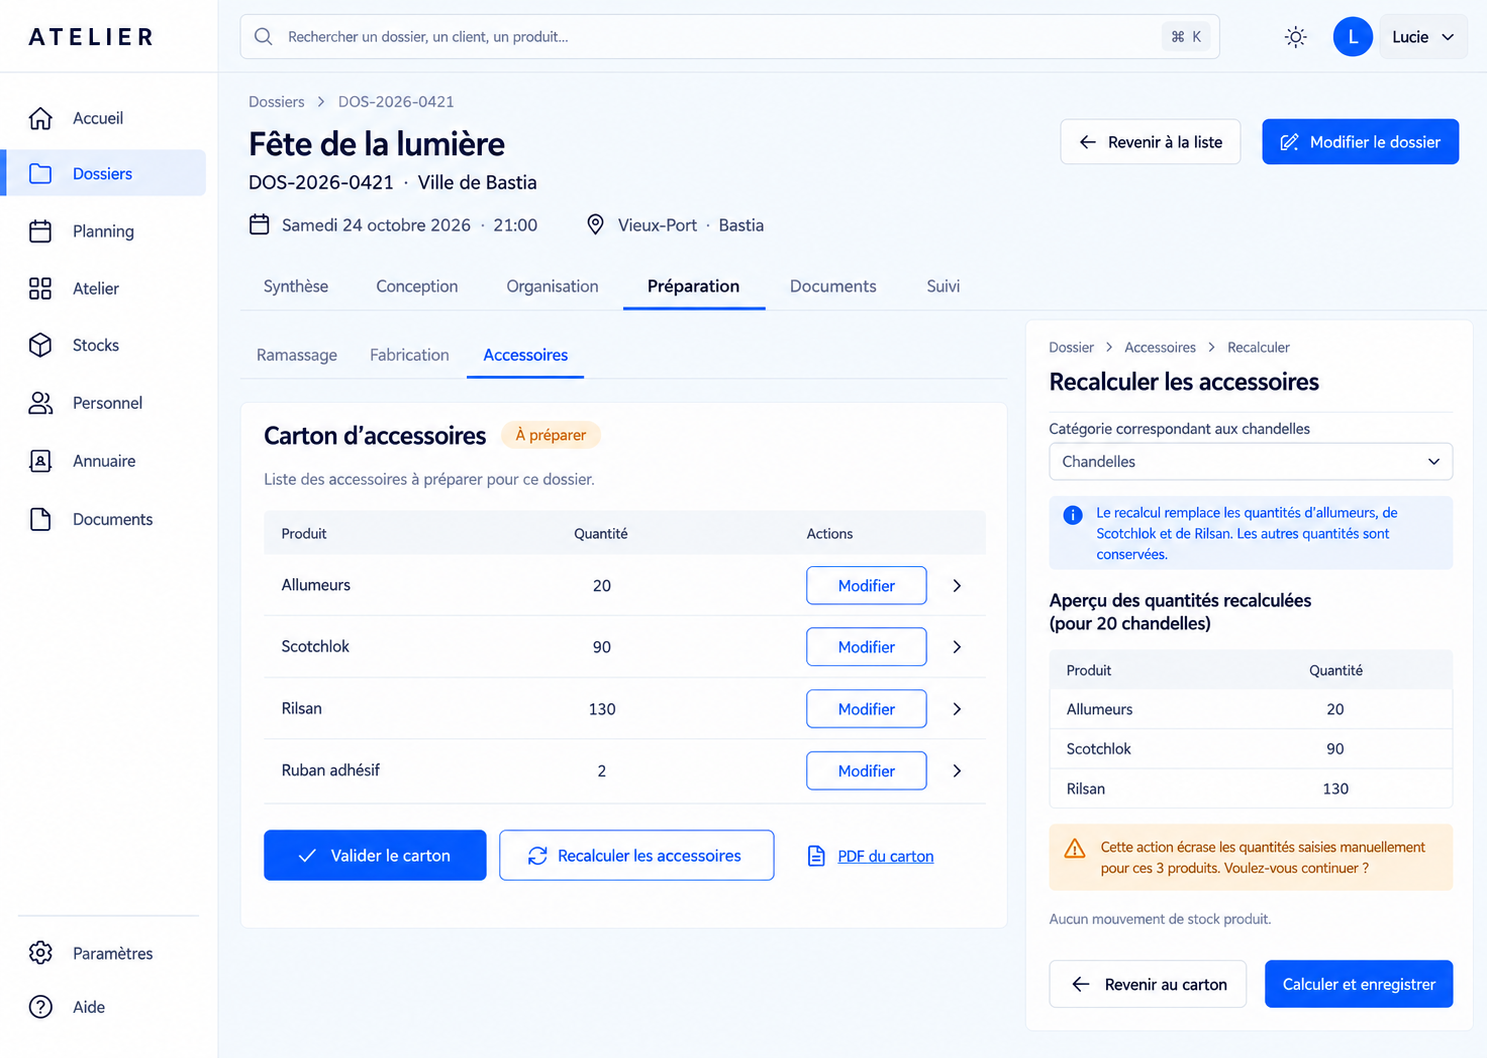 ATELIER
Rechercher un dossier, un client, un produit...
⌘ K
L
Lucie
Accueil
Dossiers
Planning
Atelier
Stocks
Personnel
Annuaire
Documents
Paramètres
Aide
Dossiers > DOS-2026-0421
Fête de la lumière
DOS-2026-0421 · Ville de Bastia
Samedi 24 octobre 2026 · 21:00
Vieux-Port · Bastia
Revenir à la liste
Modifier le dossier
Synthèse
Conception
Organisation
Préparation
Documents
Suivi
Ramassage
Fabrication
Accessoires
Carton d’accessoires
À préparer
Liste des accessoires à préparer pour ce dossier.
Produit Quantité Actions
Allumeurs 20 Modifier
Scotchlok 90 Modifier
Rilsan 130 Modifier
Ruban adhésif 2 Modifier
Valider le carton
Recalculer les accessoires
PDF du carton
Dossier > Accessoires > Recalculer
Recalculer les accessoires
Catégorie correspondant aux chandelles
Chandelles
Le recalcul remplace les quantités d’allumeurs, de
Scotchlok et de Rilsan. Les autres quantités sont
conservées.
Aperçu des quantités recalculées
(pour 20 chandelles)
Produit Quantité
Allumeurs 20
Scotchlok 90
Rilsan 130
Cette action écrase les quantités saisies manuellement
pour ces 3 produits. Voulez-vous continuer ?
Aucun mouvement de stock produit.
Revenir au carton
Calculer et enregistrer